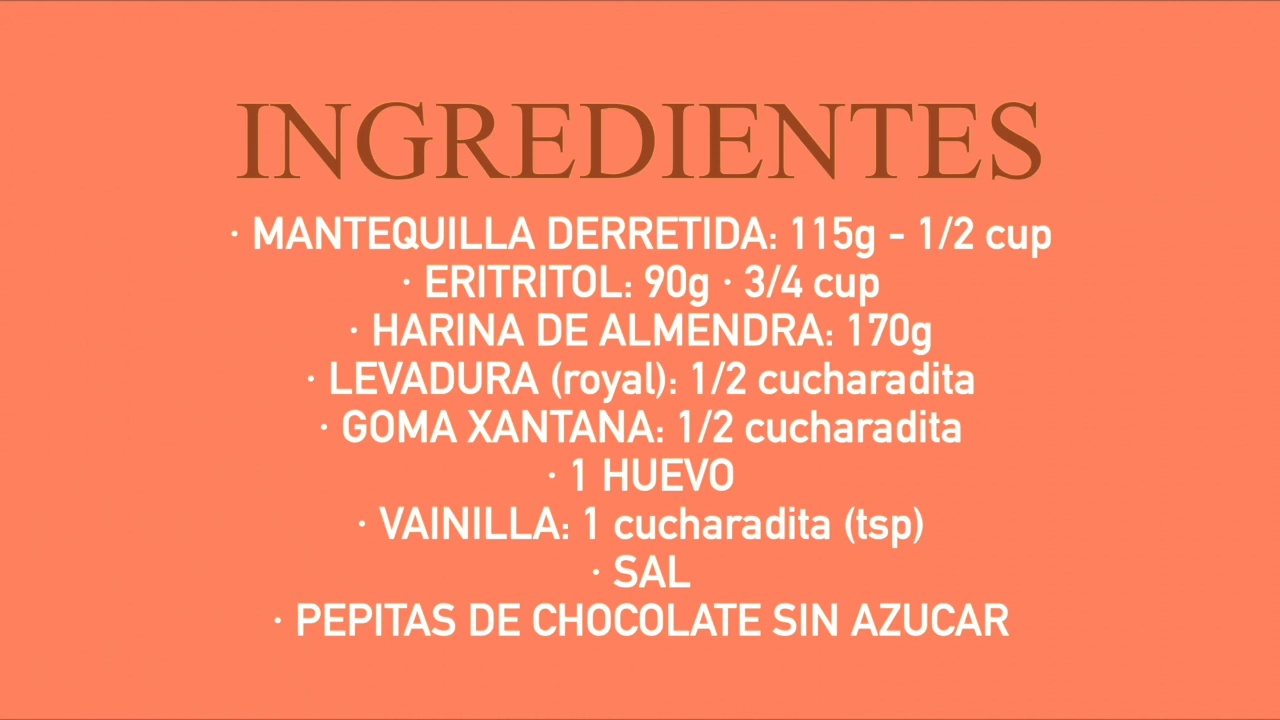 INGREDIENTES
· MANTEQUILLA DERRETIDA: 115g - 1/2 cup
· ERITRITOL: 90g · 3/4 cup
· HARINA DE ALMENDRA: 170g
· LEVADURA (royal): 1/2 cucharadita
· GOMA XANTANA: 1/2 cucharadita
· 1 HUEVO
· VAINILLA: 1 cucharadita (tsp)
· SAL
· PEPITAS DE CHOCOLATE SIN AZUCAR